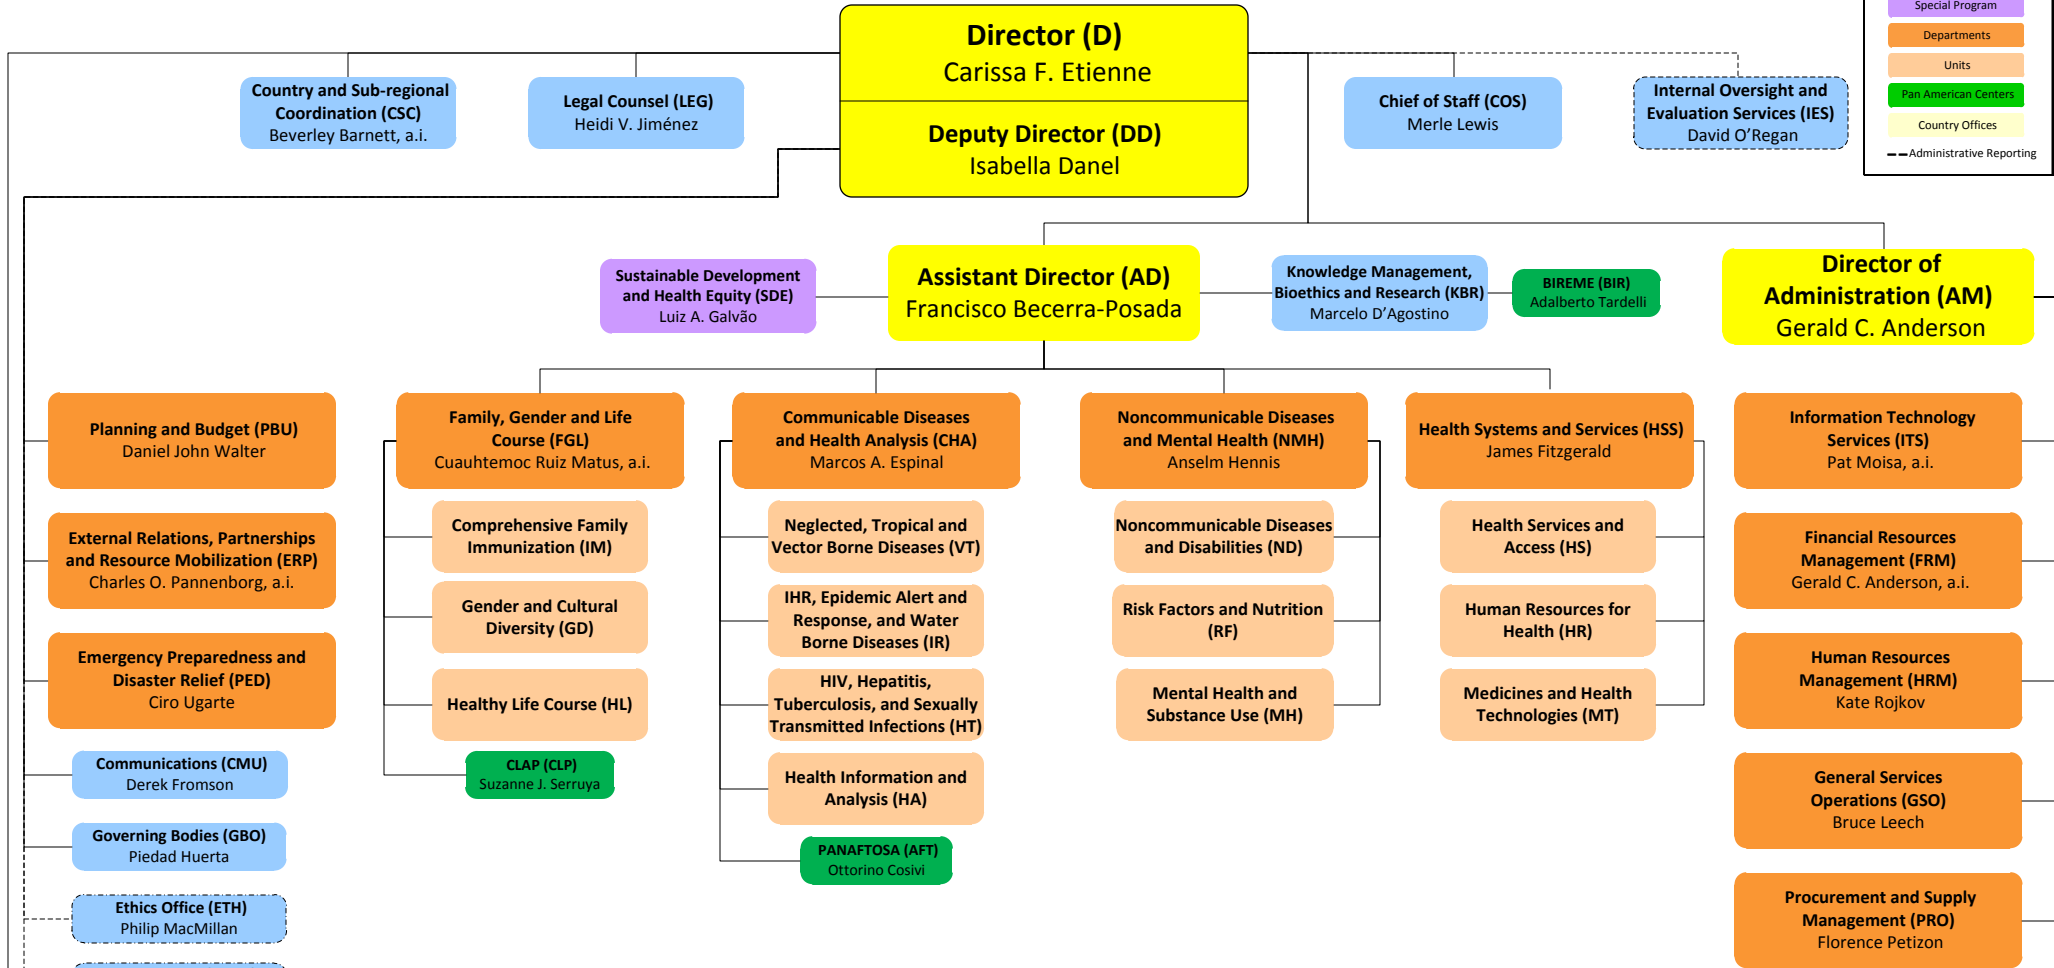 Special Program
Departments
Units
Pan American Centers
Country Offices
Administrative Reporting
Director (D)
Carissa F. Etienne
Deputy Director (DD)
Isabella Danel
Country and Sub-regional
Coordination (CSC)
Beverley Barnett, a.i.
Legal Counsel (LEG)
Heidi V. Jiménez
Chief of Staff (COS)
Merle Lewis
Internal Oversight and
Evaluation Services (IES)
David O’Regan
Sustainable Development
and Health Equity (SDE)
Luiz A. Galvão
Assistant Director (AD)
Francisco Becerra-Posada
Knowledge Management,
Bioethics and Research (KBR)
Marcelo D’Agostino
BIREME (BIR)
Adalberto Tardelli
Director of
Administration (AM)
Gerald C. Anderson
Planning and Budget (PBU)
Daniel John Walter
External Relations, Partnerships
and Resource Mobilization (ERP)
Charles O. Pannenborg, a.i.
Emergency Preparedness and
Disaster Relief (PED)
Ciro Ugarte
Communications (CMU)
Derek Fromson
Governing Bodies (GBO)
Piedad Huerta
Ethics Office (ETH)
Philip MacMillan
Family, Gender and Life
Course (FGL)
Cuauhtemoc Ruiz Matus, a.i.
Comprehensive Family
Immunization (IM)
Gender and Cultural
Diversity (GD)
Healthy Life Course (HL)
CLAP (CLP)
Suzanne J. Serruya
Communicable Diseases
and Health Analysis (CHA)
Marcos A. Espinal
Neglected, Tropical and
Vector Borne Diseases (VT)
IHR, Epidemic Alert and
Response, and Water
Borne Diseases (IR)
HIV, Hepatitis,
Tuberculosis, and Sexually
Transmitted Infections (HT)
Health Information and
Analysis (HA)
PANAFTOSA (AFT)
Ottorino Cosivi
Noncommunicable Diseases
and Mental Health (NMH)
Anselm Hennis
Noncommunicable Diseases
and Disabilities (ND)
Risk Factors and Nutrition
(RF)
Mental Health and
Substance Use (MH)
Health Systems and Services (HSS)
James Fitzgerald
Health Services and
Access (HS)
Human Resources for
Health (HR)
Medicines and Health
Technologies (MT)
Information Technology
Services (ITS)
Pat Moisa, a.i.
Financial Resources
Management (FRM)
Gerald C. Anderson, a.i.
Human Resources
Management (HRM)
Kate Rojkov
General Services
Operations (GSO)
Bruce Leech
Procurement and Supply
Management (PRO)
Florence Petizon